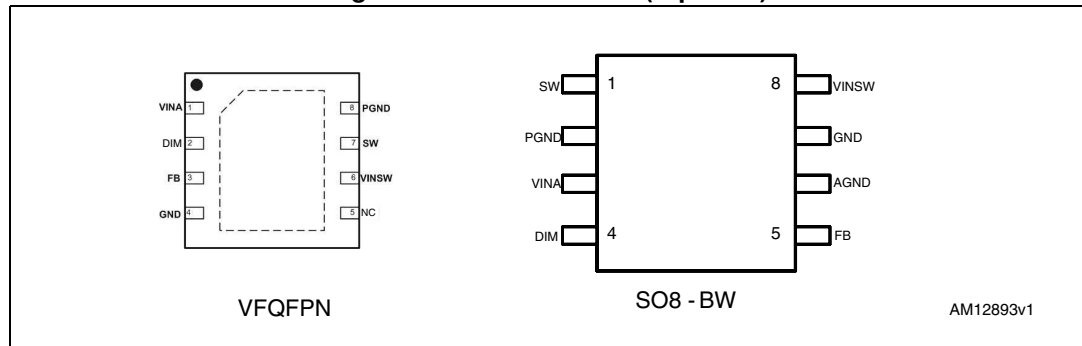 VINA 1
DIM 2
FB 3
GND 4
8 PGND
7 SW
6 VINSW
5 NC
VFQFPN
SW 1
PGND
VINA
DIM 4
8 VINSW
GND
AGND
5 FB
SO8 - BW
AM12893v1